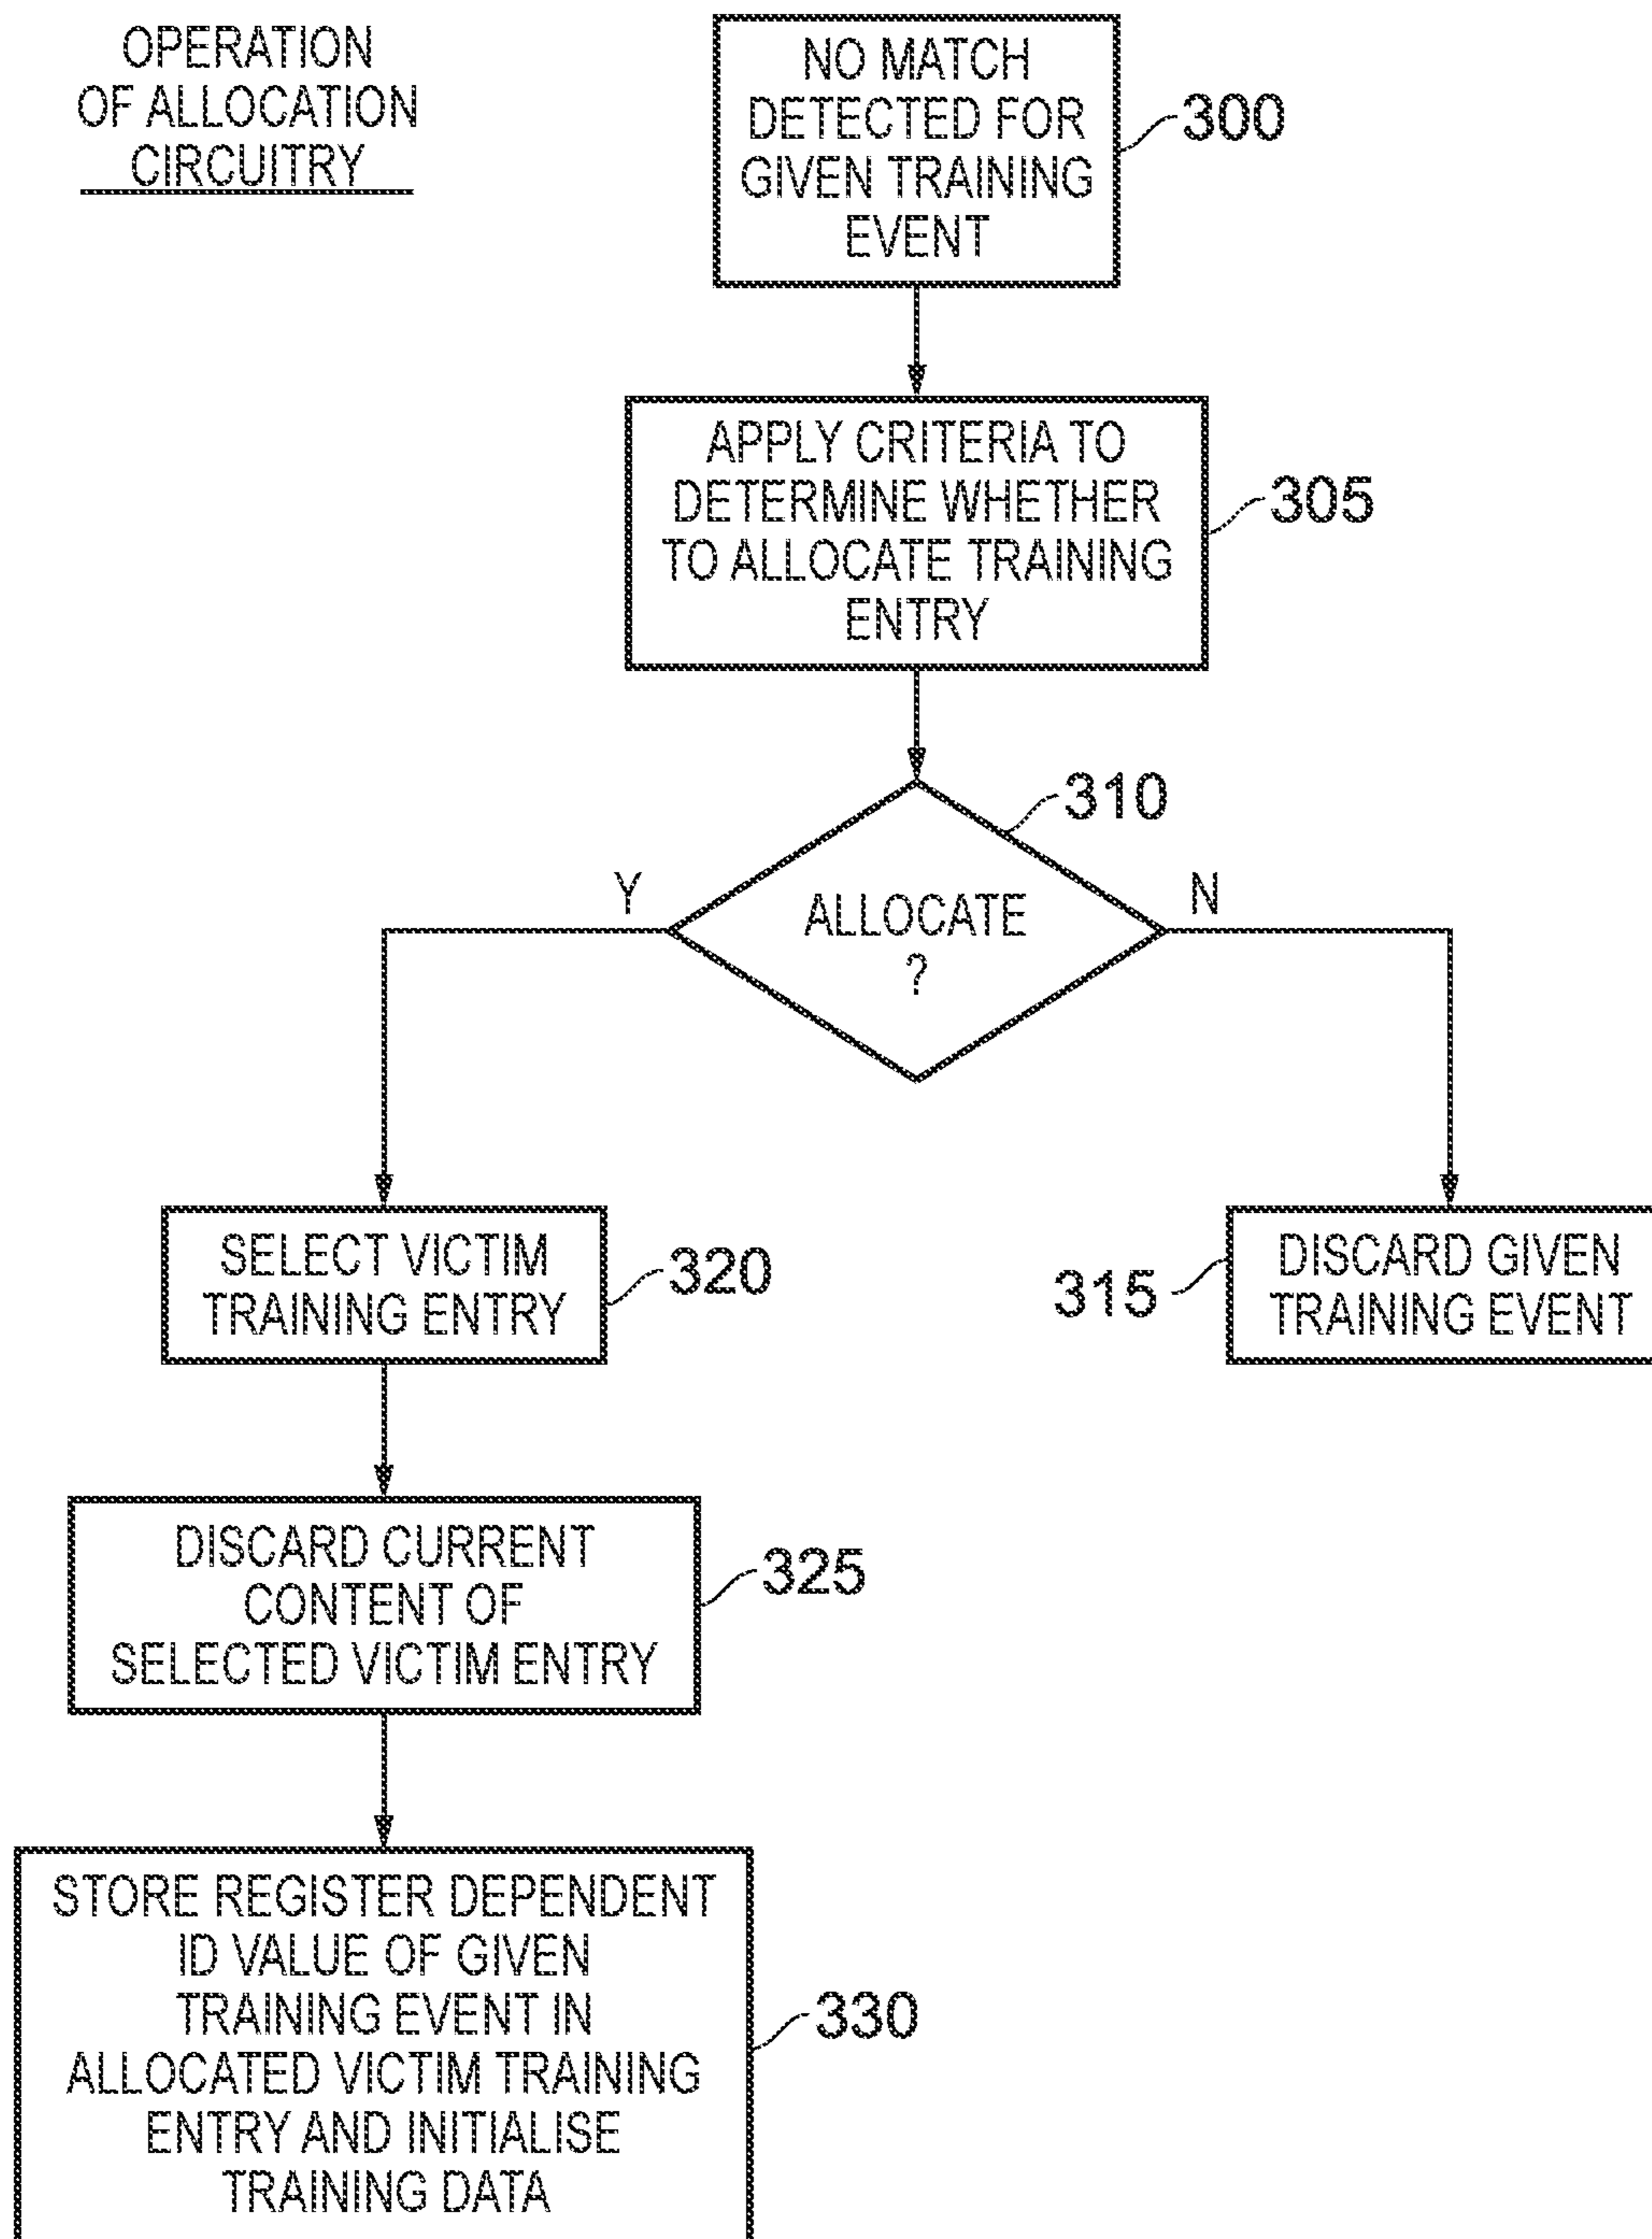 OPERATION
OF ALLOCATION
CIRCUITRY
NO MATCH
DETECTED FOR
GIVEN TRAINING
EVENT
300
APPLY CRITERIA TO
DETERMINE WHETHER
TO ALLOCATE TRAINING
ENTRY
305
310
Y
ALLOCATE
?
N
SELECT VICTIM
TRAINING ENTRY
320
315
DISCARD GIVEN
TRAINING EVENT
DISCARD CURRENT
CONTENT OF
SELECTED VICTIM ENTRY
325
STORE REGISTER DEPENDENT
ID VALUE OF GIVEN
TRAINING EVENT IN
ALLOCATED VICTIM TRAINING
ENTRY AND INITIALISE
TRAINING DATA
330